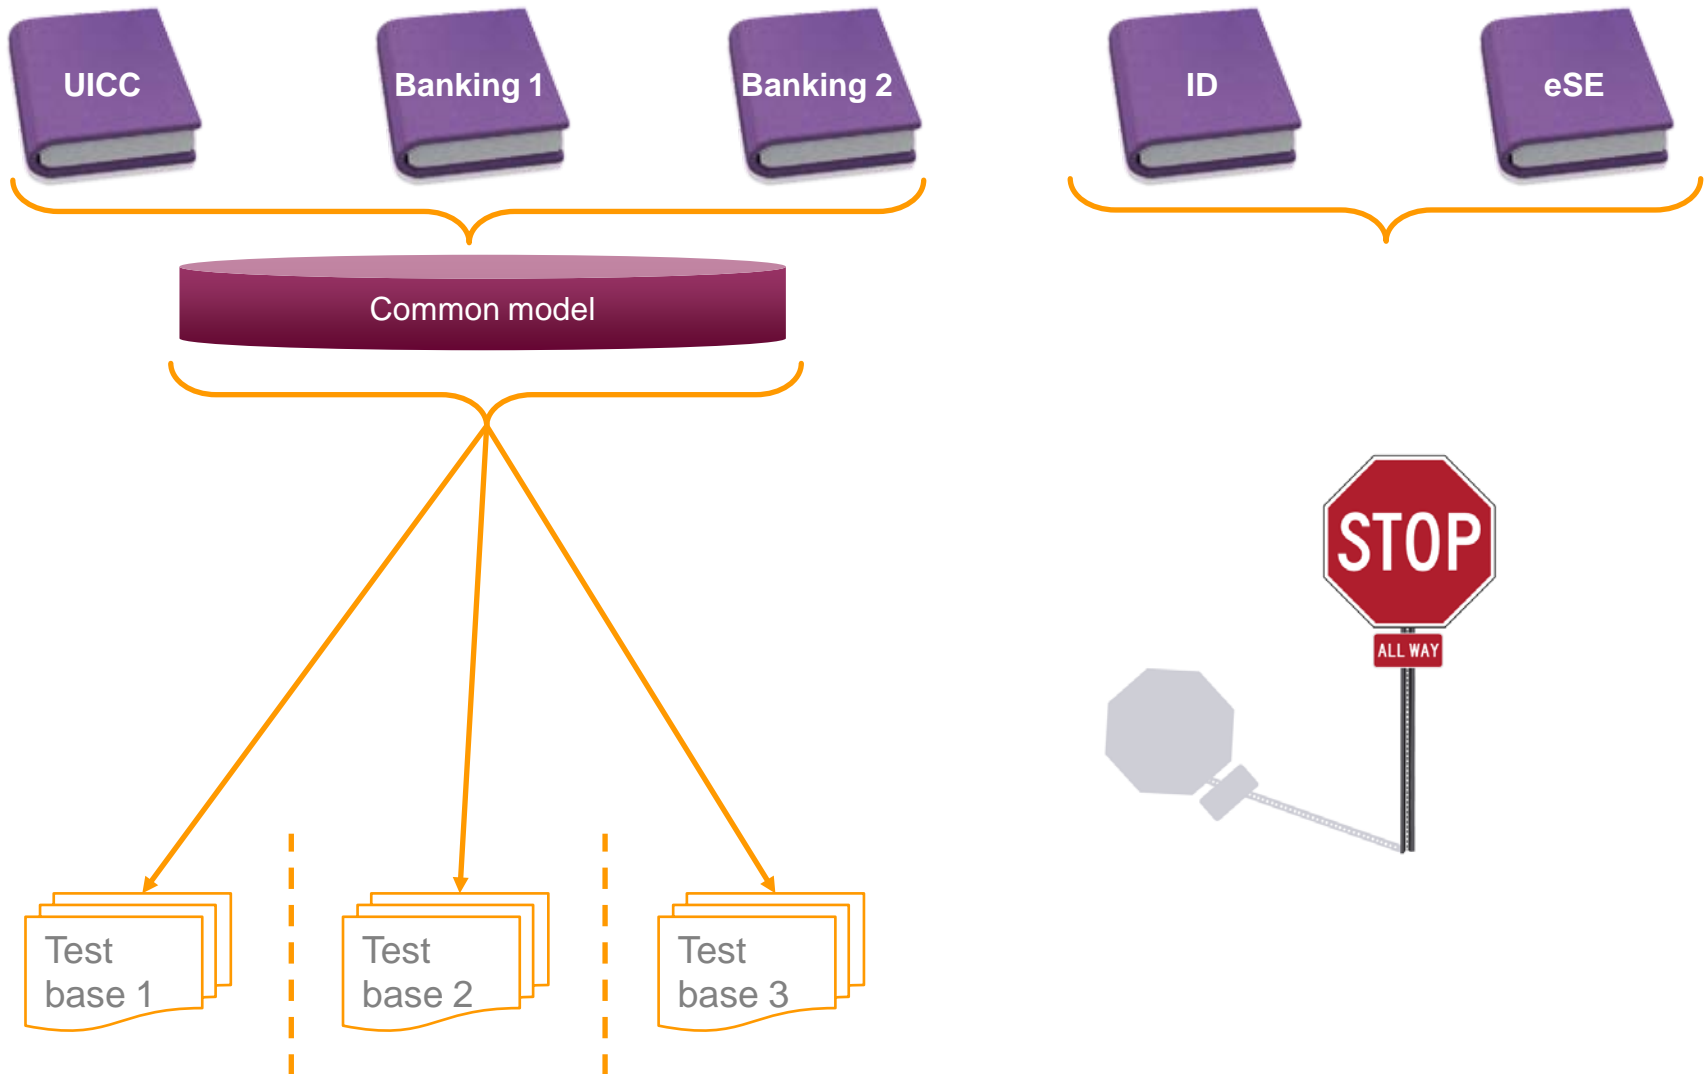 UICC
Banking 1
Banking 2
ID
eSE
Common model
STOP
ALL WAY
Test
base 1
Test
base 2
Test
base 3